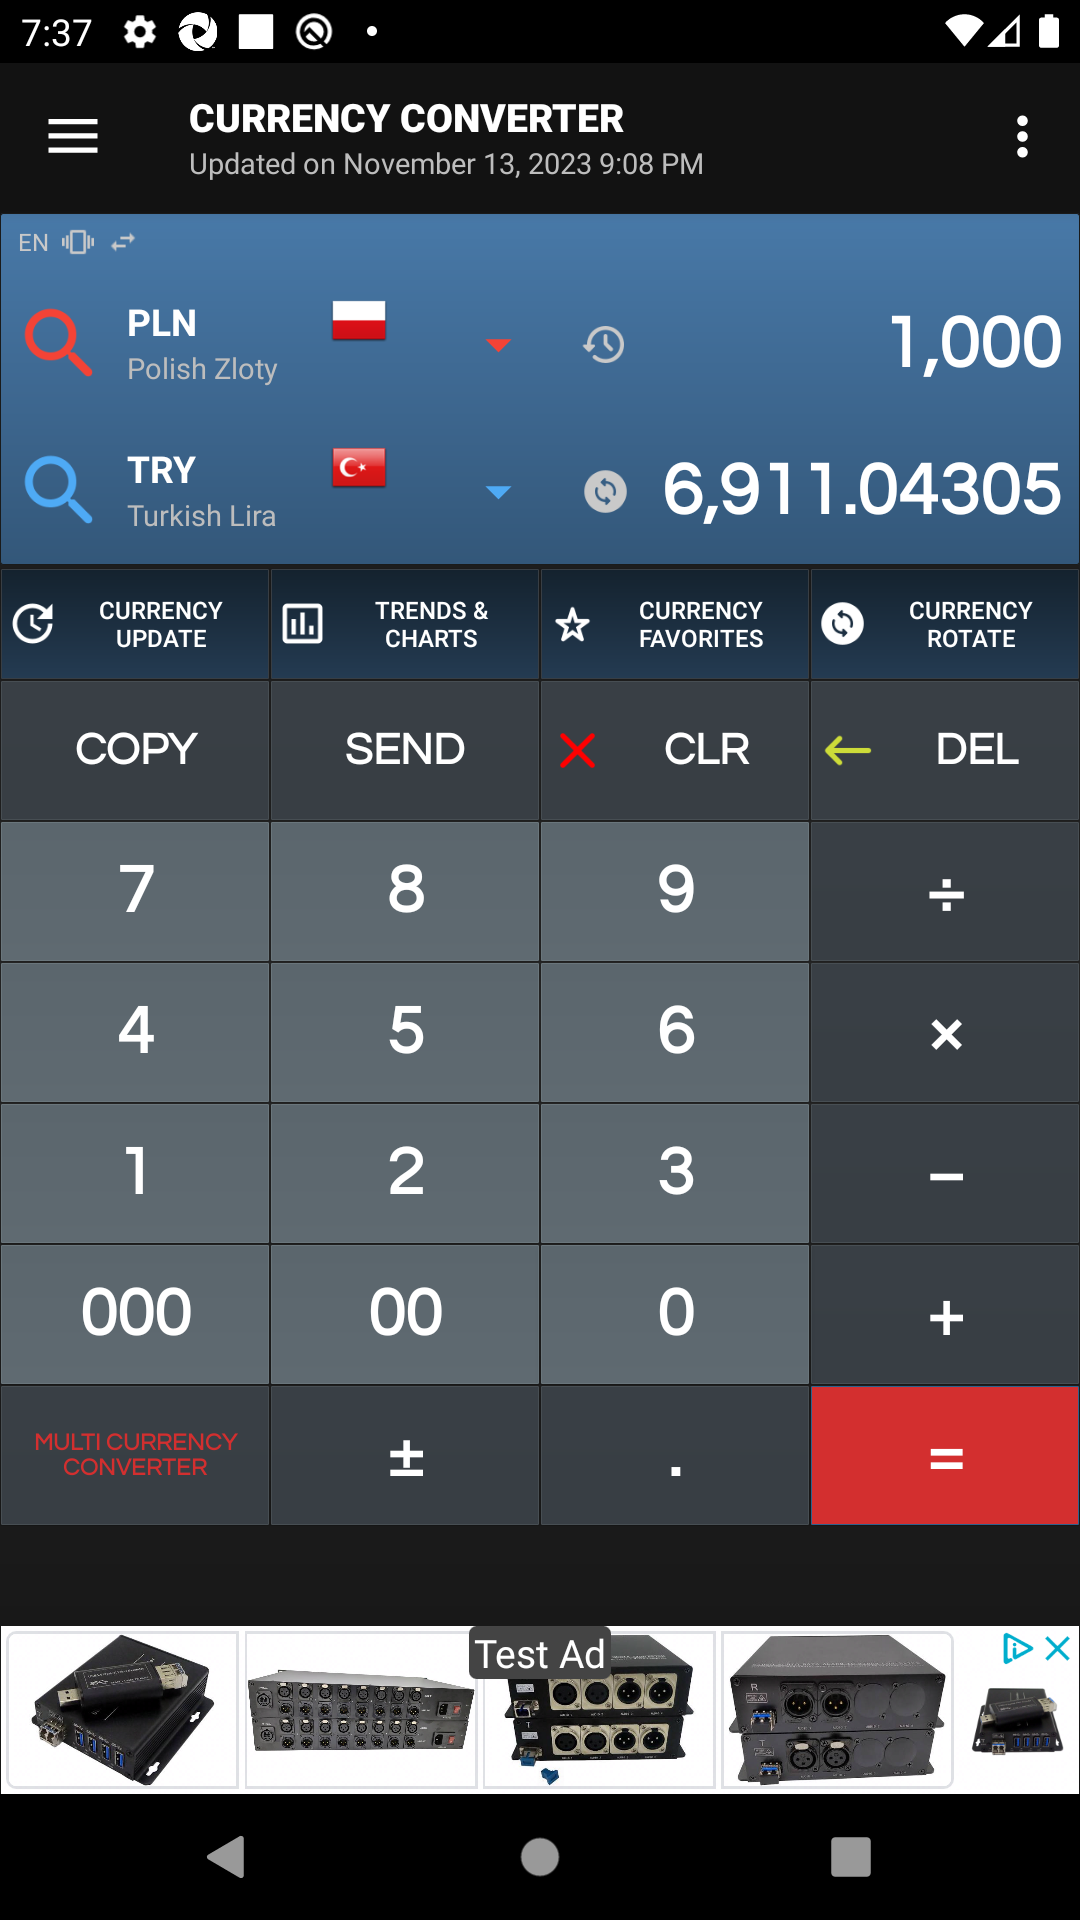 7:37
CURRENCY CONVERTER
Updated on November 13, 2023 9:08 PM
EN
PLN
Polish Zloty
1,000
TRY
Turkish Lira
6,911.04305
CURRENCY UPDATE
TRENDS & CHARTS
CURRENCY FAVORITES
CURRENCY ROTATE
COPY
SEND
CLR
DEL
7
8
9
÷
4
5
6
×
1
2
3
−
000
00
0
+
MULTI CURRENCY
CONVERTER
±
.
=
Test Ad
R
T
T